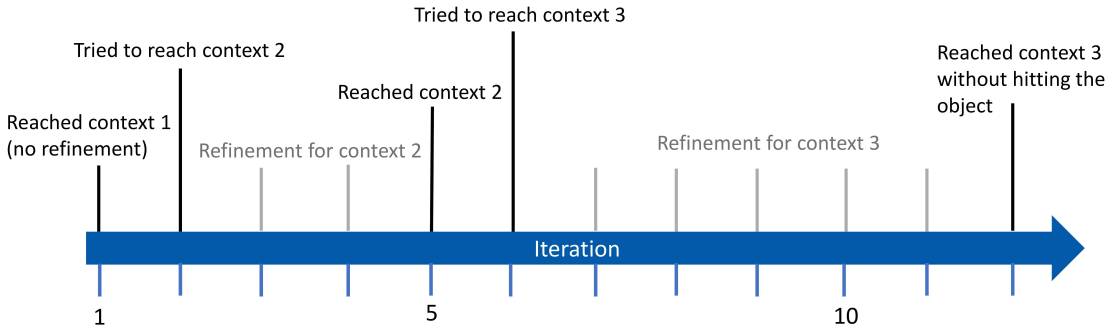 Tried to reach context 3
Tried to reach context 2
Reached context 3
without hitting the
object
Reached context 2
Reached context 1
(no refinement)
Refinement for context 2
Refinement for context 3
Iteration
1
5
10